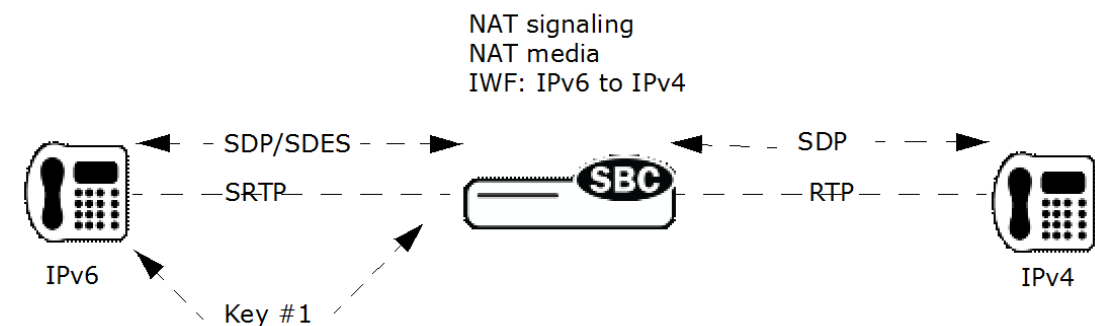 NAT signaling
NAT media
IWF: IPv6 to IPv4
SDP/SDES
SDP
SRTP
SBC
RTP
IPv6
IPv4
Key #1